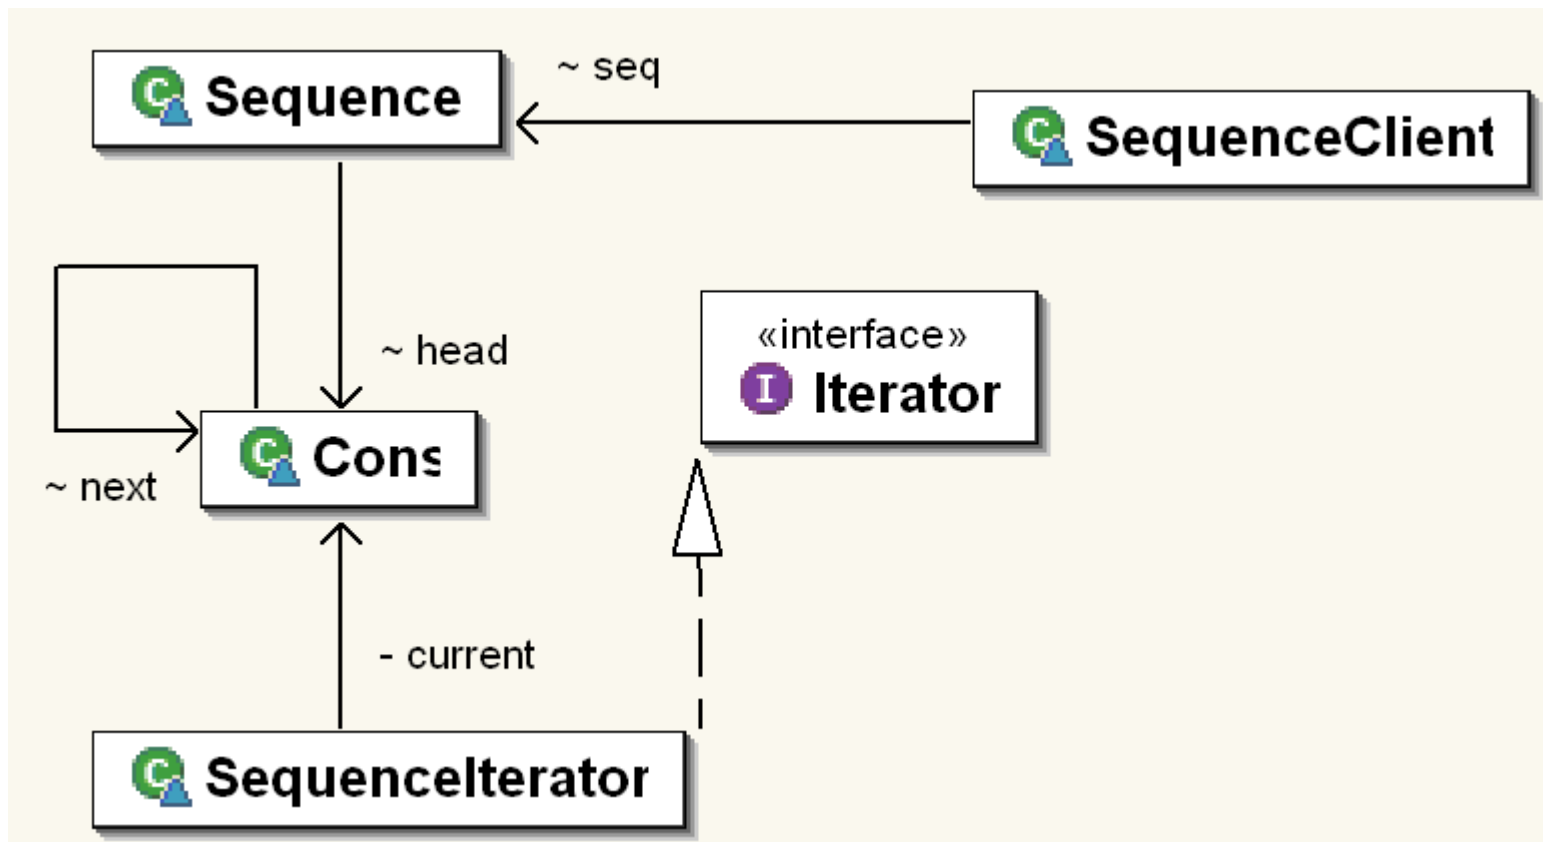 ~ seq
Sequence
SequenceClient
~ head
«interface»
I Iterator
Cons
~ next
- current
SequenceIterator